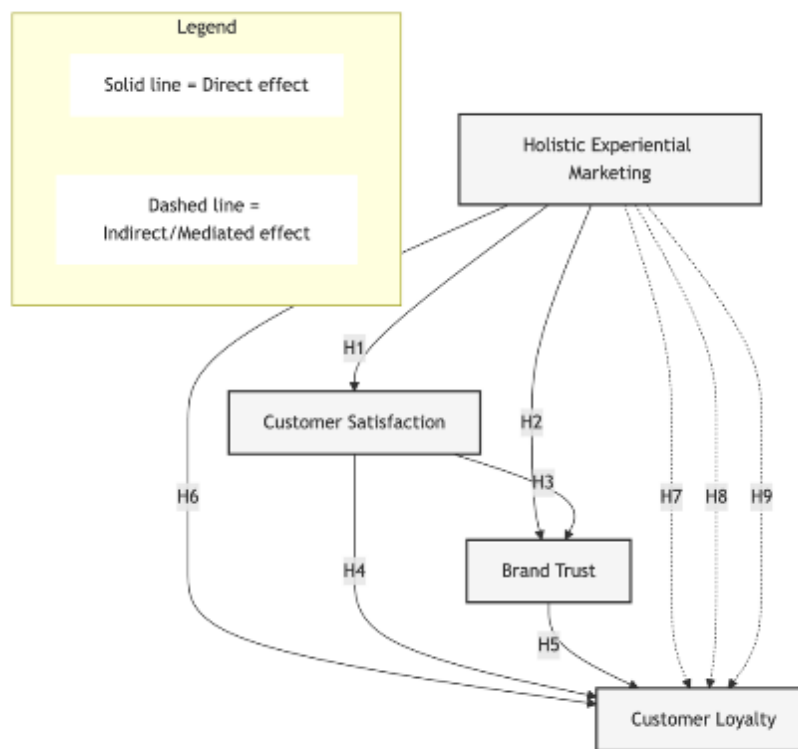 Legend
Solid line = Direct effect
Dashed line =
Indirect/Mediated effect
Holistic Experiential
Marketing
H1
Customer Satisfaction
H2
H3
H6
H7
H8
H9
H4
Brand Trust
H5
Customer Loyalty